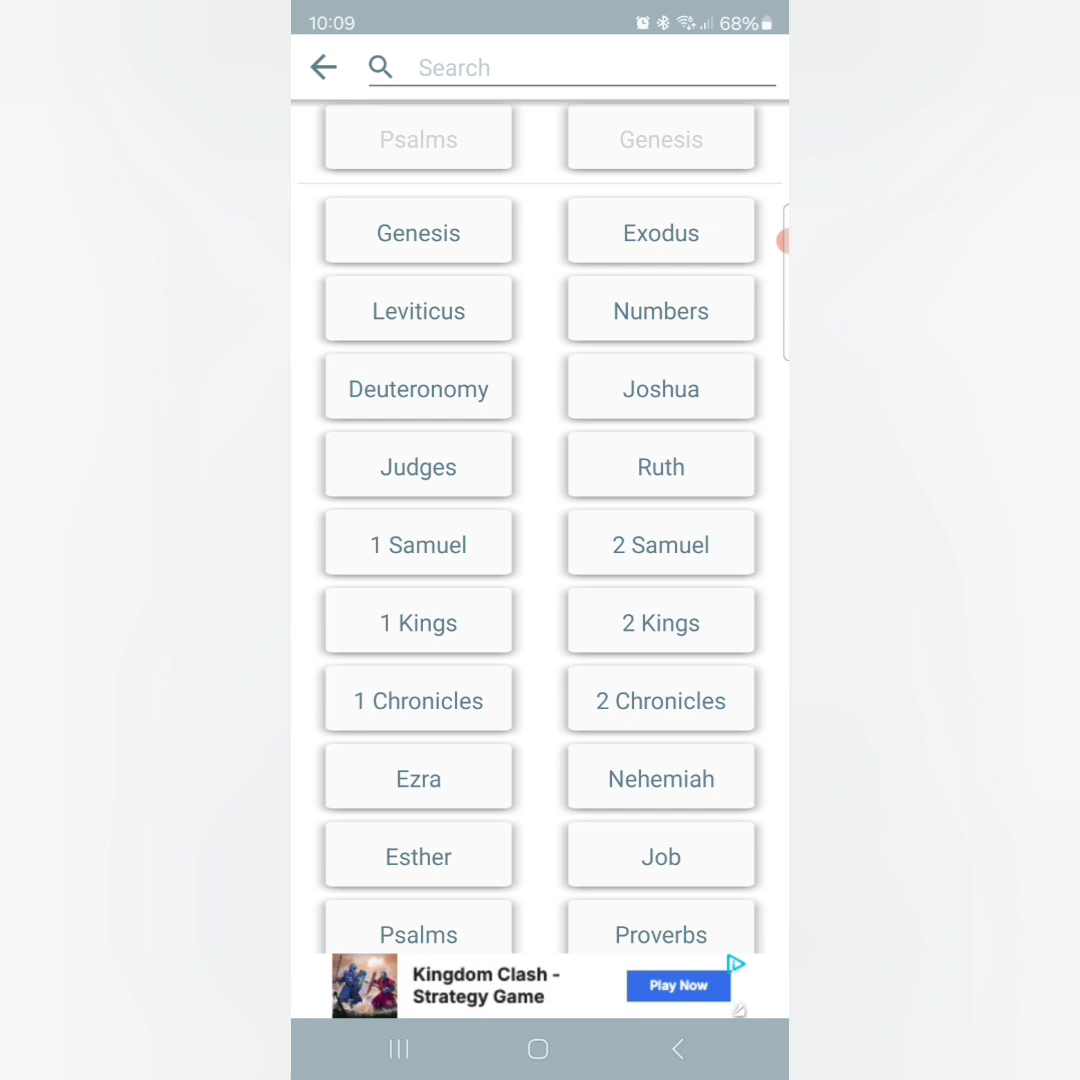 10:09 68%
Search
Psalms Genesis
Genesis Exodus
Leviticus Numbers
Deuteronomy Joshua
Judges Ruth
1 Samuel 2 Samuel
1 Kings 2 Kings
1 Chronicles 2 Chronicles
Ezra Nehemiah
Esther Job
Psalms Proverbs
Kingdom Clash -
Strategy Game
Play Now